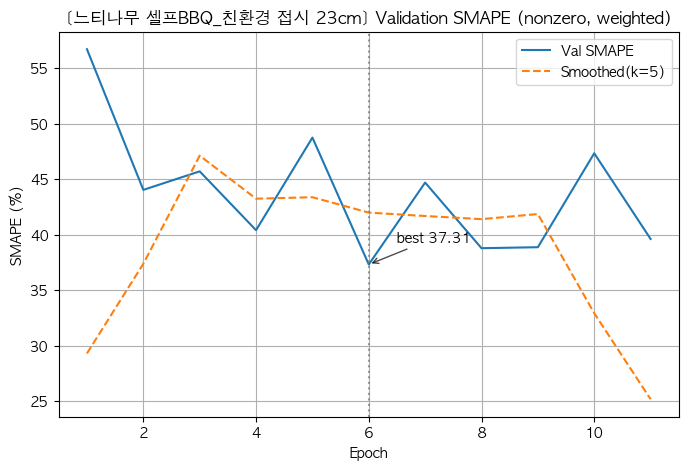 [느티나무 셀프BBQ_친환경 접시 23cm] Validation SMAPE (nonzero, weighted)
Val SMAPE
Smoothed(k=5)
best 37.31
SMAPE (%)
55
50
45
40
35
30
25
2
4
6
8
10
Epoch